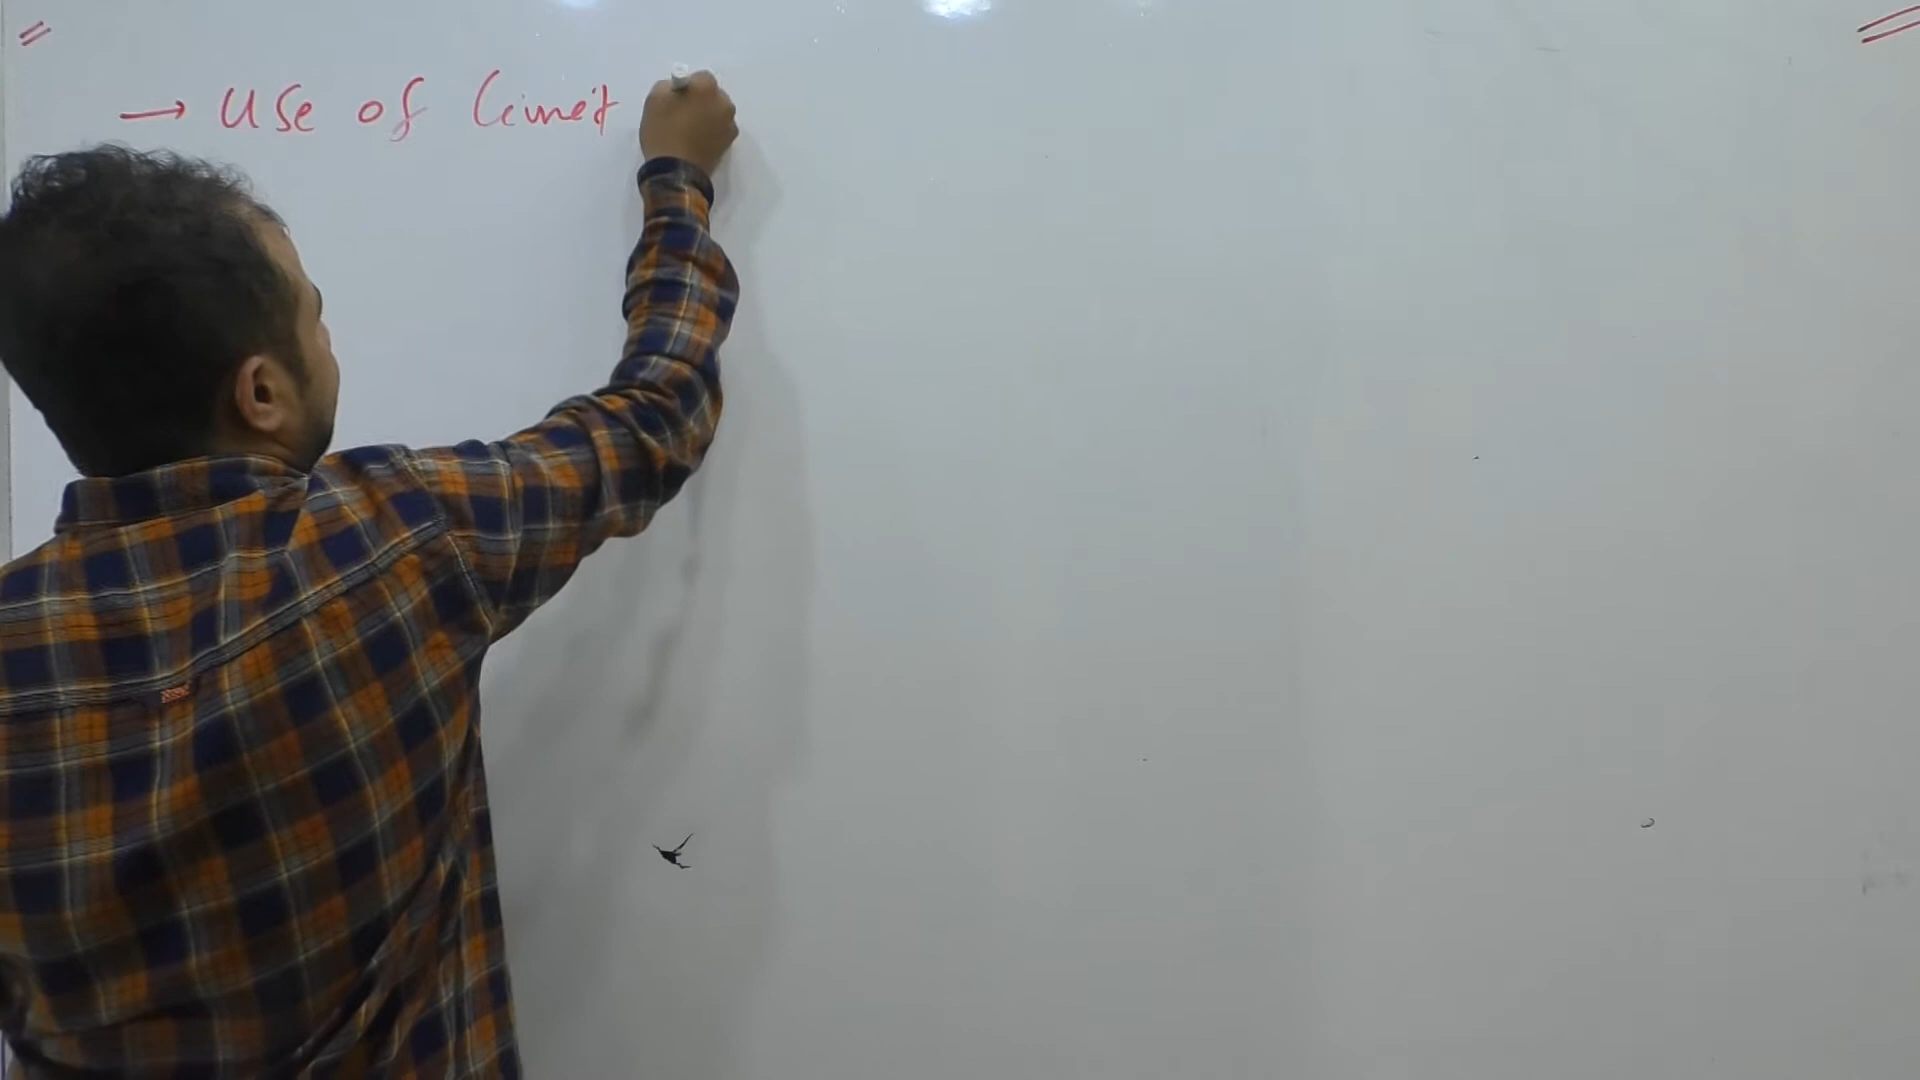 → Use of Limit